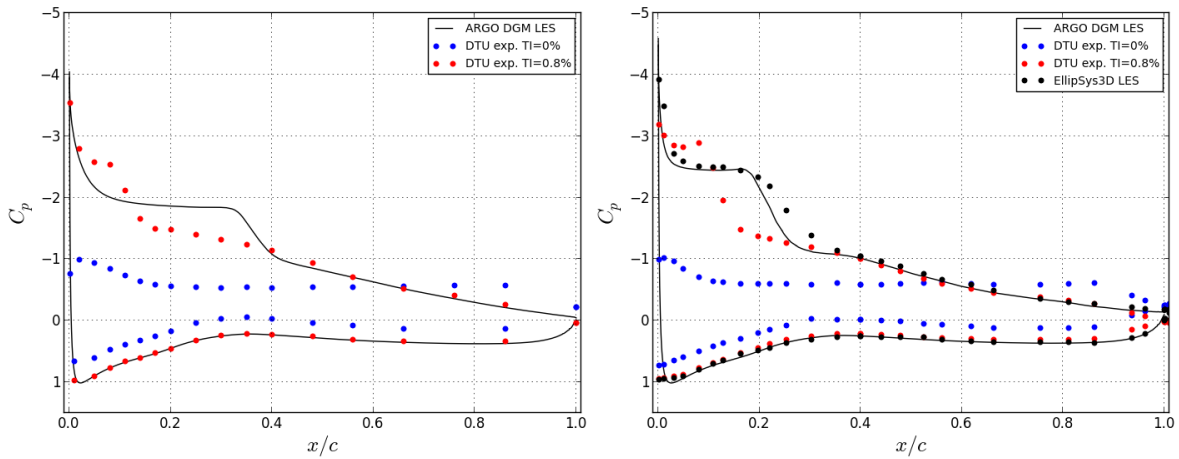 −5
−4
−3
−2
−1
0
1
0.0 0.2 0.4 0.6 0.8 1.0
C_p
x/c
ARGO DGM LES
DTU exp. TI=0%
DTU exp. TI=0.8%
−5
−4
−3
−2
−1
0
1
0.0 0.2 0.4 0.6 0.8 1.0
C_p
x/c
ARGO DGM LES
DTU exp. TI=0%
DTU exp. TI=0.8%
EllipSys3D LES